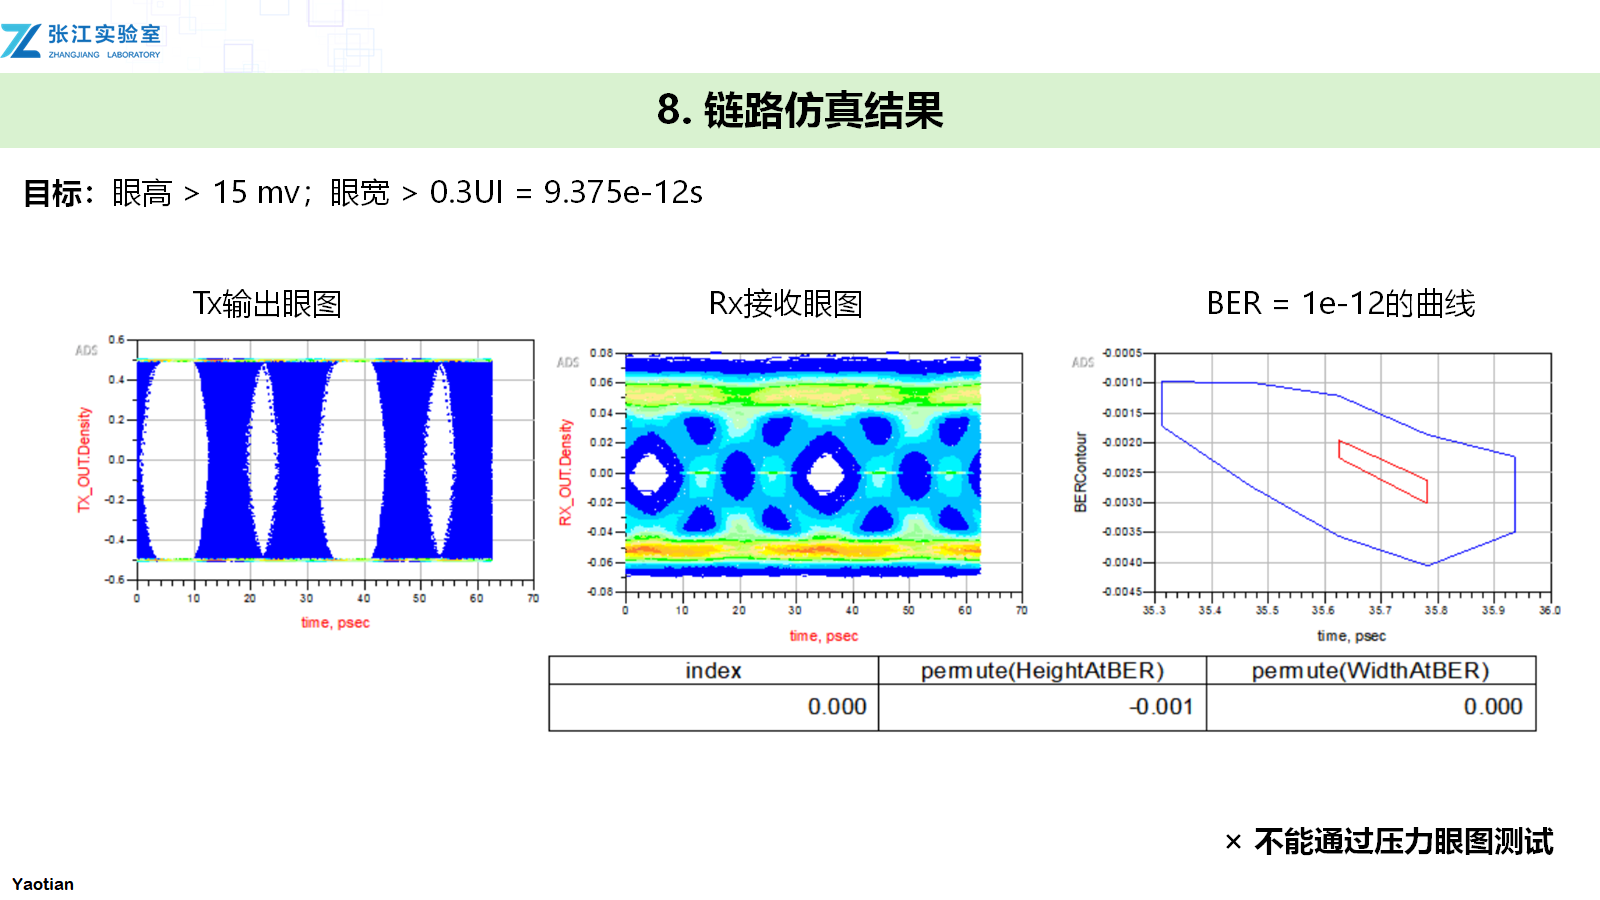 张江实验室
ZHANGJIANG LABORATORY
8. 链路仿真结果
目标：眼高 > 15 mv；眼宽 > 0.3UI = 9.375e-12s
Tx输出眼图
Rx接收眼图
BER = 1e-12的曲线
ADS
TX_OUT.Density
0.6
0.4
0.2
0.0
-0.2
-0.4
-0.6
0 10 20 30 40 50 60 70
time, psec
ADS
RX_OUT.Density
0.08
0.06
0.04
0.02
0.00
-0.02
-0.04
-0.06
-0.08
0 10 20 30 40 50 60 70
time, psec
ADS
BERContour
-0.0005
-0.0010
-0.0015
-0.0020
-0.0025
-0.0030
-0.0035
-0.0040
-0.0045
35.3 35.4 35.5 35.6 35.7 35.8 35.9 36.0
time, psec
index permute(HeightAtBER) permute(WidthAtBER)
0.000 -0.001 0.000
× 不能通过压力眼图测试
Yaotian